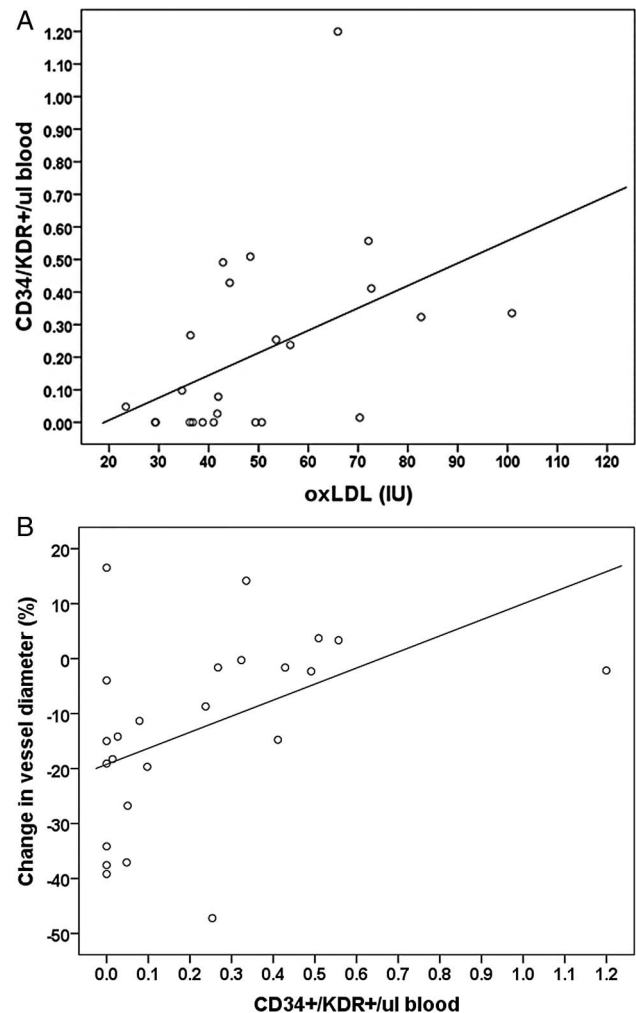 A
1.20
1.10
1.00
0.90
0.80
0.70
0.60
0.50
0.40
0.30
0.20
0.10
0.00
CD34/KDR+/ul blood
20 30 40 50 60 70 80 90 100 110 120
oxLDL (IU)
B
20
10
0
-10
-20
-30
-40
-50
Change in vessel diameter (%)
0.0 0.1 0.2 0.3 0.4 0.5 0.6 0.7 0.8 0.9 1.0 1.1 1.2
CD34+/KDR+/ul blood